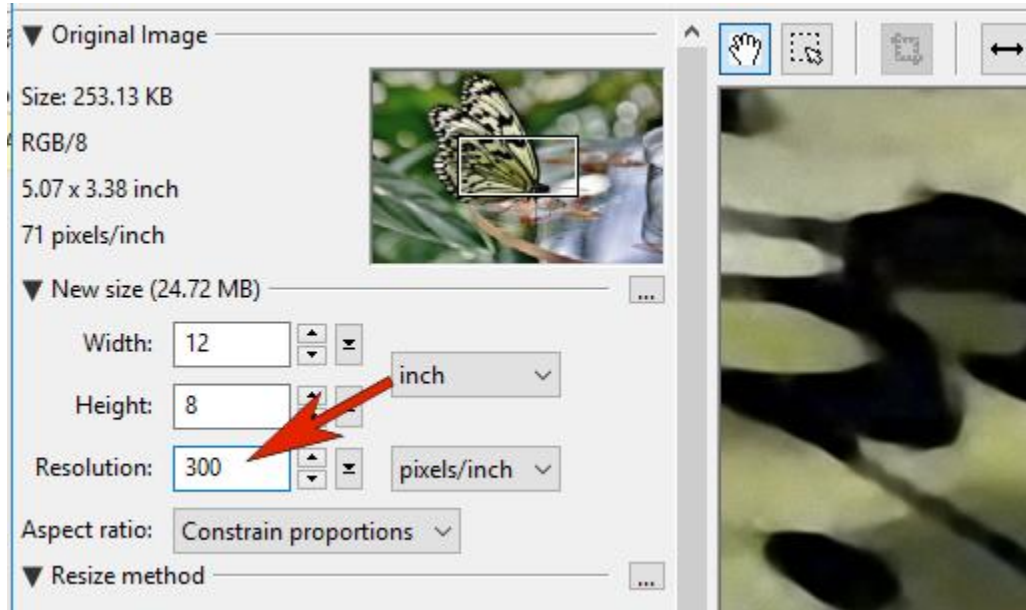 Original Image
Size: 253.13 KB
RGB/8
5.07 x 3.38 inch
71 pixels/inch
New size (24.72 MB)
...
Width: 12
inch
Height: 8
Resolution: 300 pixels/inch
Aspect ratio: Constrain proportions
Resize method
...